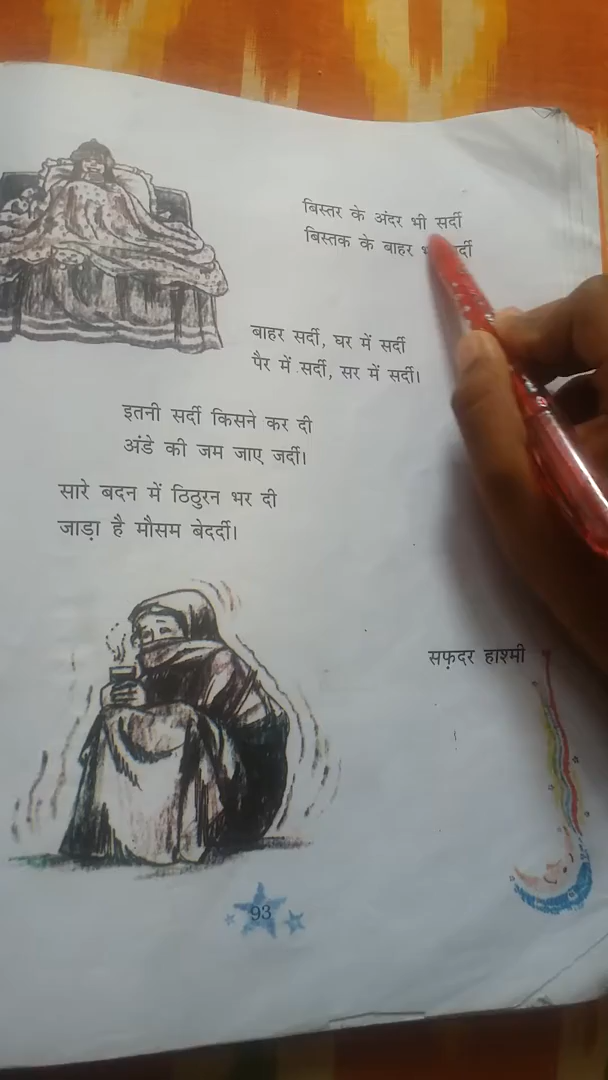 बिस्तर के अंदर भी सर्दी
बिस्तक के बाहर
बाहर सर्दी, घर में सर्दी
पैर में सर्दी, सर में सर्दी।
इतनी सर्दी किसने कर दी
अंडे की जम जाए जर्दी।
सारे बदन में ठिठुरन भर दी
जाड़ा है मौसम बेदर्दी।
सफ़दर हाश्मी
93